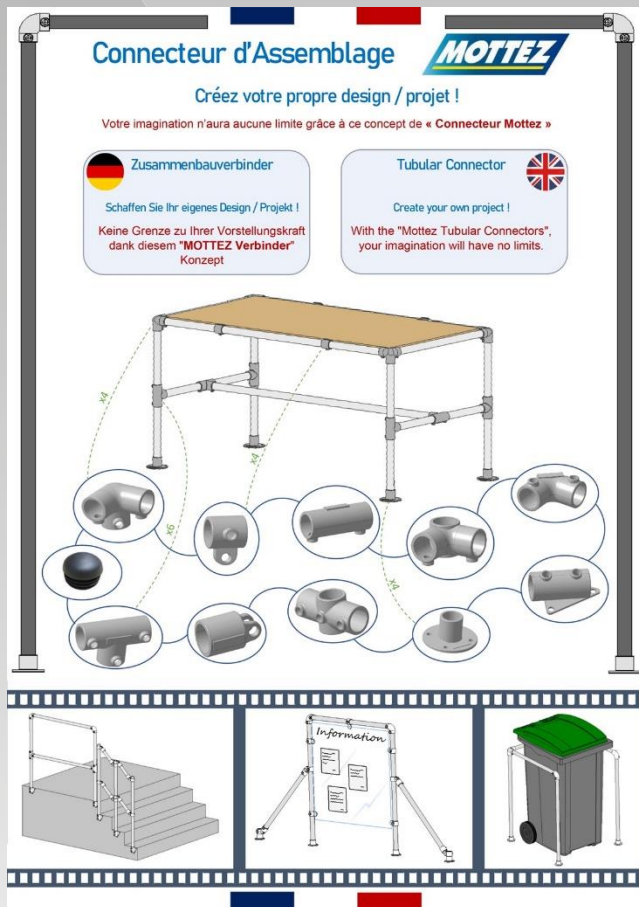 Connecteur d'Assemblage
MOTTEZ
Créez votre propre design / projet !
Votre imagination n'aura aucune limite grâce à ce concept de « Connecteur Mottez »
Zusammenbauverbinder
Schaffen Sie Ihr eigenes Design / Projekt !
Keine Grenze zu Ihrer Vorstellungskraft
dank diesem "MOTTEZ Verbinder"
Konzept
Tubular Connector
Create your own project !
With the "Mottez Tubular Connectors",
your imagination will have no limits.
x4
x4
x6
x4
Information